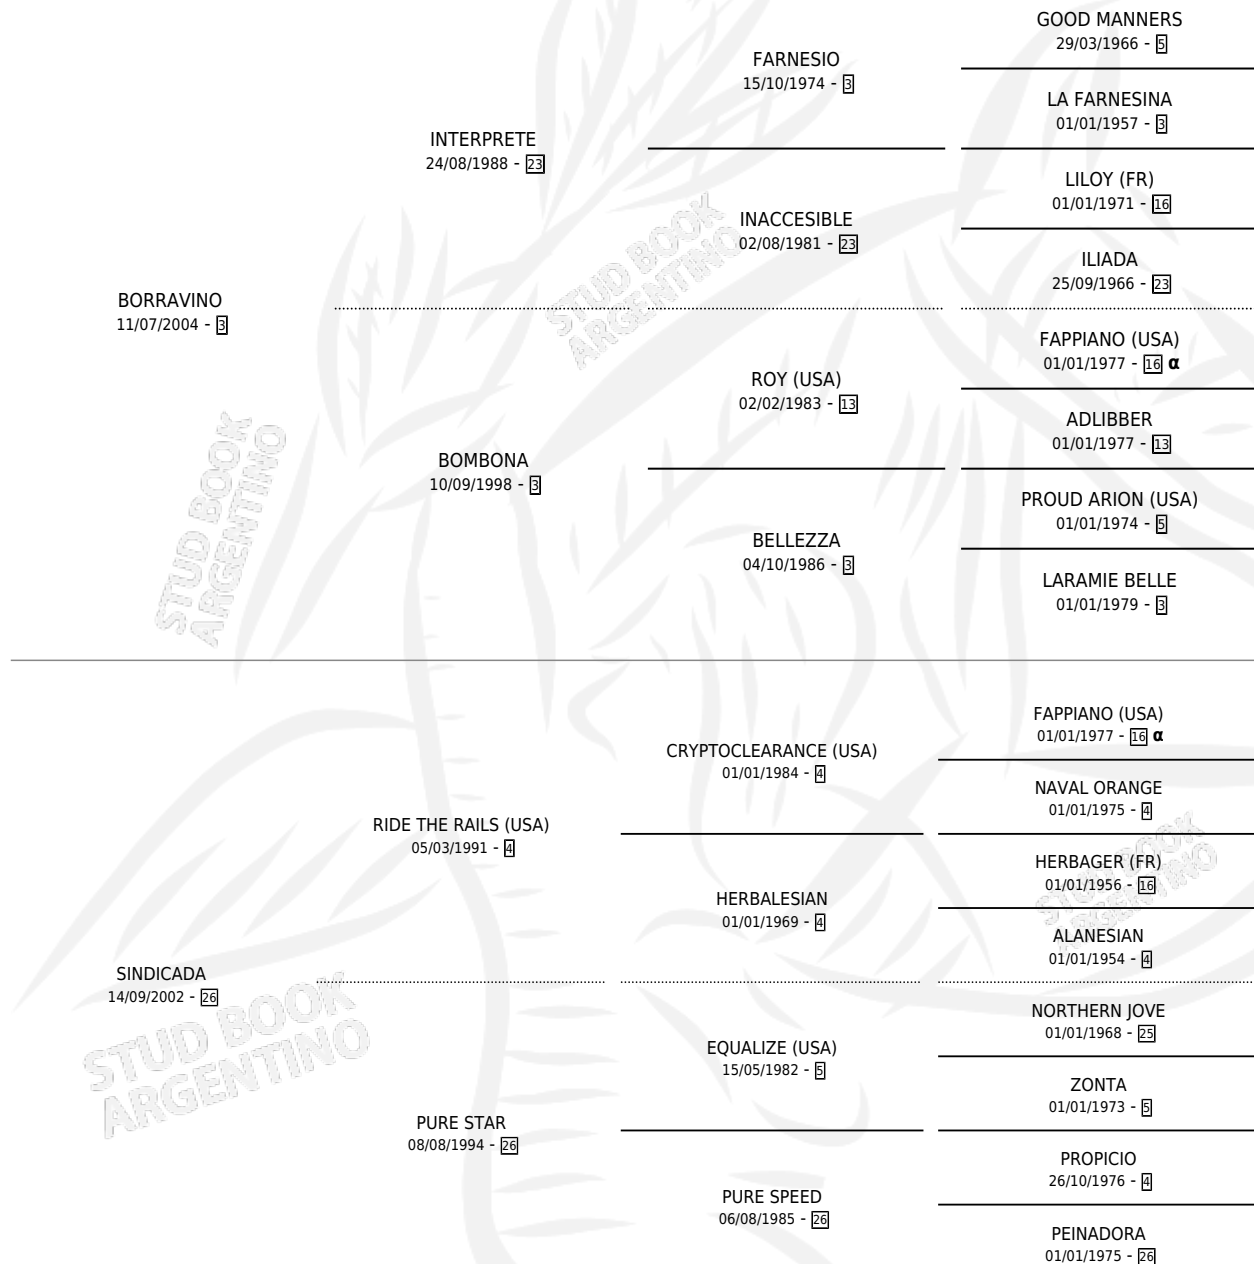 GOOD MANNERS
29/03/1966 - 5
FARNESIO
15/10/1974 - 3
LA FARNESINA
01/01/1957 - 3
INTERPRETE
24/08/1988 - 23
LILOY (FR)
01/01/1971 - 16
INACCESIBLE
02/08/1981 - 23
ILIADA
25/09/1966 - 23
BORRAVINO
11/07/2004 - 3
FAPPIANO (USA)
01/01/1977 - 16 α
ROY (USA)
02/02/1983 - 13
ADLIBBER
01/01/1977 - 13
BOMBONA
10/09/1998 - 3
PROUD ARION (USA)
01/01/1974 - 5
BELLEZZA
04/10/1986 - 3
LARAMIE BELLE
01/01/1979 - 3
FAPPIANO (USA)
01/01/1977 - 16 α
CRYPTOCLEARANCE (USA)
01/01/1984 - 4
NAVAL ORANGE
01/01/1975 - 4
RIDE THE RAILS (USA)
05/03/1991 - 4
HERBAGER (FR)
01/01/1956 - 16
HERBALESIAN
01/01/1969 - 4
ALANESIAN
01/01/1954 - 4
SINDICADA
14/09/2002 - 26
NORTHERN JOVE
01/01/1968 - 25
EQUALIZE (USA)
15/05/1982 - 5
ZONTA
01/01/1973 - 5
PURE STAR
08/08/1994 - 26
PROPICIO
26/10/1976 - 4
PURE SPEED
06/08/1985 - 26
PEINADORA
01/01/1975 - 26
STUD BOOK
ARGENTINO
STUD BOOK
ARGENTINO
STUD BOOK
ARGENTINO
STUD BOOK
ARGENTINO